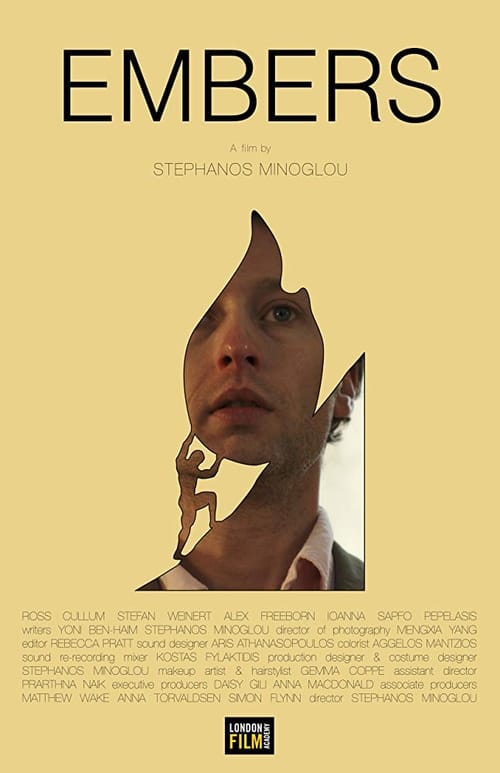 EMBERS
A film by
STEPHANOS MINOGLOU
ROSS CULLUM STEFAN WEINERT ALEX FREEBORN IOANNA SAPFO PEPELASIS
writers YONI BEN-HAIM STEPHANOS MINOGLOU director of photography MENGXIA YANG
editor REBECCA PRATT sound designer ARIS ATHANASOPOULOS colorist AGGELOS MANTZIOS
sound re-recording mixer KOSTAS FYLAKTIDIS production designer & costume designer
STEPHANOS MINOGLOU makeup artist & hairstylist GEMMA COPPE assistant director
PRARTHNA NAIK executive producers DAISY GILI ANNA MACDONALD associate producers
MATTHEW WAKE ANNA TORVALDSEN SIMON FLYNN director STEPHANOS MINOGLOU
LONDON
FILM
ACADEMY